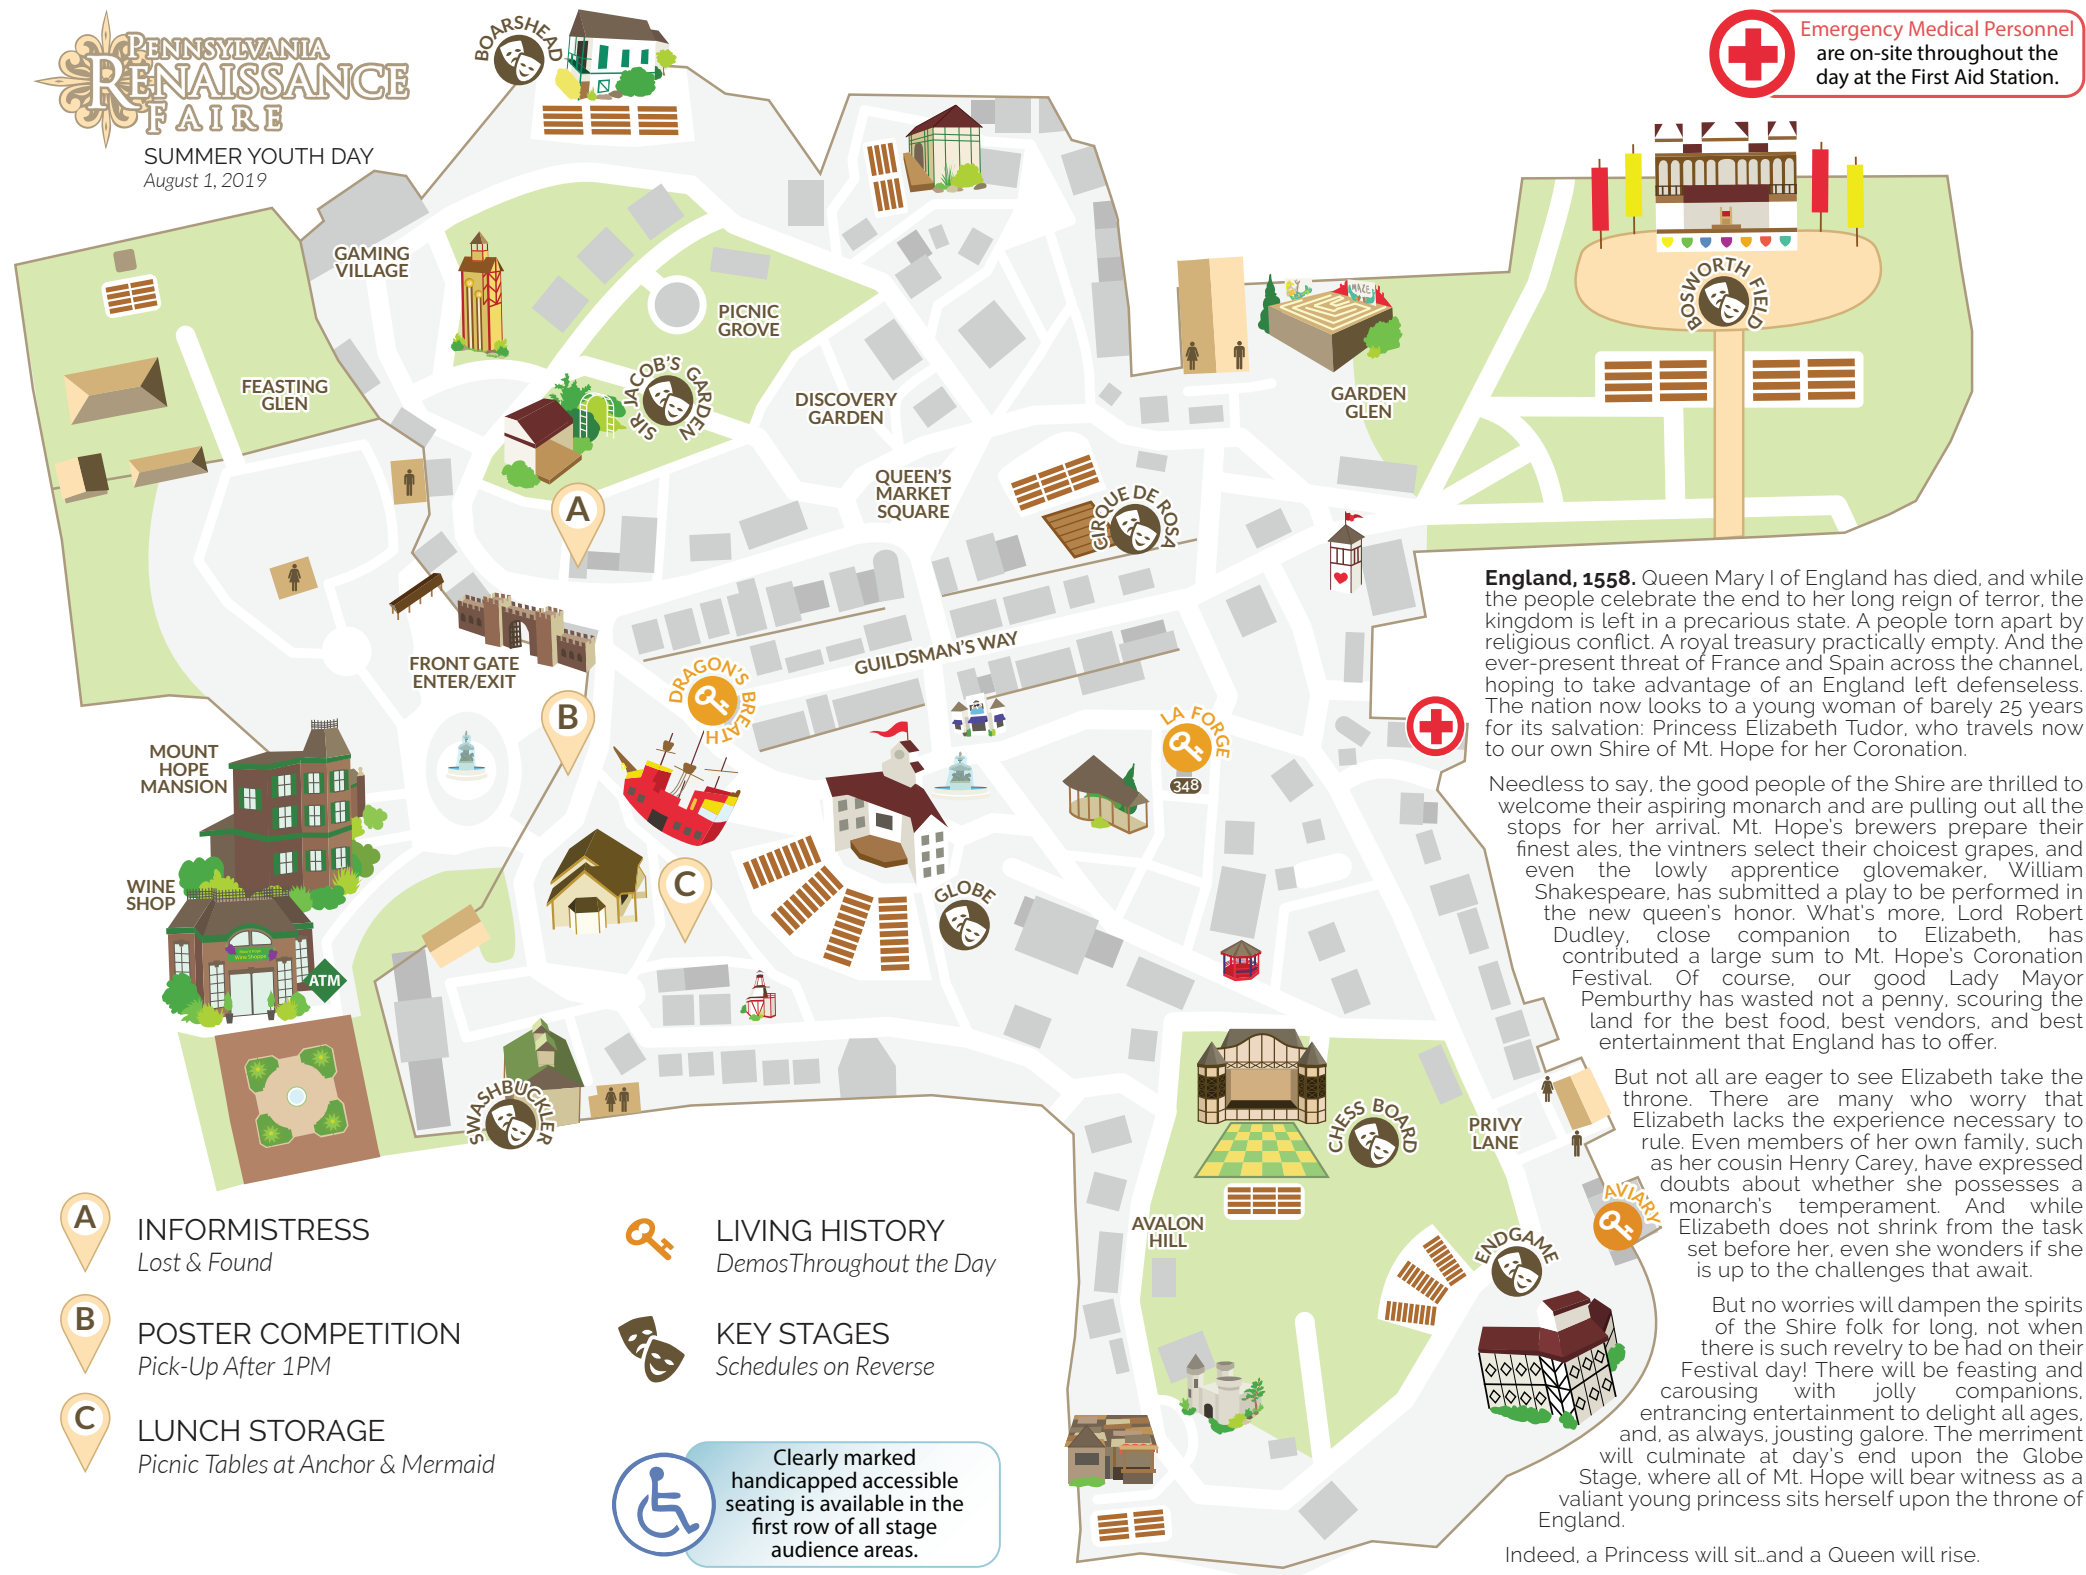 PENNSYLVANIA
RENAISSANCE
FAIRE
SUMMER YOUTH DAY
August 1, 2019
BOARSHEAD
Emergency Medical Personnel
are on-site throughout the
day at the First Aid Station.
GAMING
VILLAGE
PICNIC
GROVE
MAZE
BOSWORTH FIELD
FEASTING
GLEN
SIR JACOB'S GARDEN
DISCOVERY
GARDEN
GARDEN
GLEN
QUEEN'S
MARKET
SQUARE
CIRQUE DE ROSA
A
FRONT GATE
ENTER/EXIT
GUILDSMAN'S WAY
DRAGON'S BREATH
B
LA FORGE
348
MOUNT
HOPE
MANSION
WINE
SHOP
ATM
C
GLOBE
SWASHBUCKLER
CHESS BOARD
PRIVY
LANE
AVIARY
AVALON
HILL
ENDGAME
England, 1558. Queen Mary I of England has died, and while
the people celebrate the end to her long reign of terror, the
kingdom is left in a precarious state. A people torn apart by
religious conflict. A royal treasury practically empty. And the
ever-present threat of France and Spain across the channel,
hoping to take advantage of an England left defenseless.
The nation now looks to a young woman of barely 25 years
for its salvation: Princess Elizabeth Tudor, who travels now
to our own Shire of Mt. Hope for her Coronation.
Needless to say, the good people of the Shire are thrilled to
welcome their aspiring monarch and are pulling out all the
stops for her arrival. Mt. Hope's brewers prepare their
finest ales, the vintners select their choicest grapes, and
even the lowly apprentice glovemaker, William
Shakespeare, has submitted a play to be performed in
the new queen's honor. What's more, Lord Robert
Dudley, close companion to Elizabeth, has
contributed a large sum to Mt. Hope's Coronation
Festival. Of course, our good Lady Mayor
Pemburthy has wasted not a penny, scouring the
land for the best food, best vendors, and best
entertainment that England has to offer.
But not all are eager to see Elizabeth take the
throne. There are many who worry that
Elizabeth lacks the experience necessary to
rule. Even members of her own family, such
as her cousin Henry Carey, have expressed
doubts about whether she possesses a
monarch's temperament. And while
Elizabeth does not shrink from the task
set before her, even she wonders if she
is up to the challenges that await.
But no worries will dampen the spirits
of the Shire folk for long, not when
there is such revelry to be had on their
Festival day! There will be feasting and
carousing with jolly companions,
entrancing entertainment to delight all ages,
and, as always, jousting galore. The merriment
will culminate at day's end upon the Globe
Stage, where all of Mt. Hope will bear witness as a
valiant young princess sits herself upon the throne of
England.
Indeed, a Princess will sit...and a Queen will rise.
A
INFORMISTRESS
Lost & Found
B
POSTER COMPETITION
Pick-Up After 1PM
C
LUNCH STORAGE
Picnic Tables at Anchor & Mermaid
LIVING HISTORY
DemosThroughout the Day
KEY STAGES
Schedules on Reverse
Clearly marked
handicapped accessible
seating is available in the
first row of all stage
audience areas.